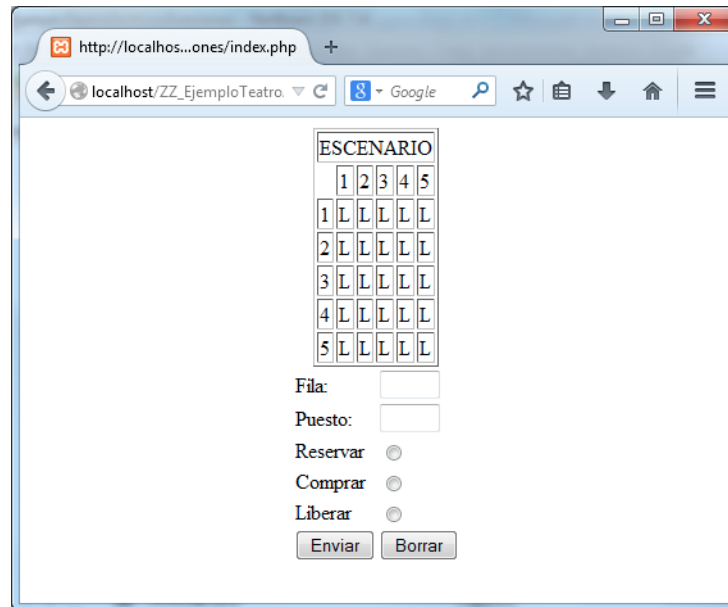 http://localhos...ones/index.php
localhost/ZZ_EjemploTeatro.
Google
ESCENARIO
1 2 3 4 5
1 L L L L L
2 L L L L L
3 L L L L L
4 L L L L L
5 L L L L L
Fila:
Puesto:
Reservar
Comprar
Liberar
Enviar Borrar